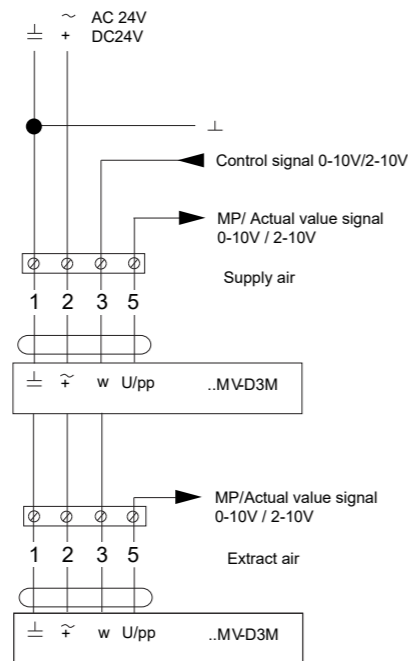 ⊥ ~ AC 24V
+ DC24V
⊥
Control signal 0-10V/2-10V
MP/ Actual value signal
0-10V / 2-10V
Supply air
1 2 3 5
⊥ ~ + w U/pp ..MV-D3M
MP/Actual value signal
0-10V / 2-10V
1 2 3 5
Extract air
⊥ ~ + w U/pp ..MV-D3M